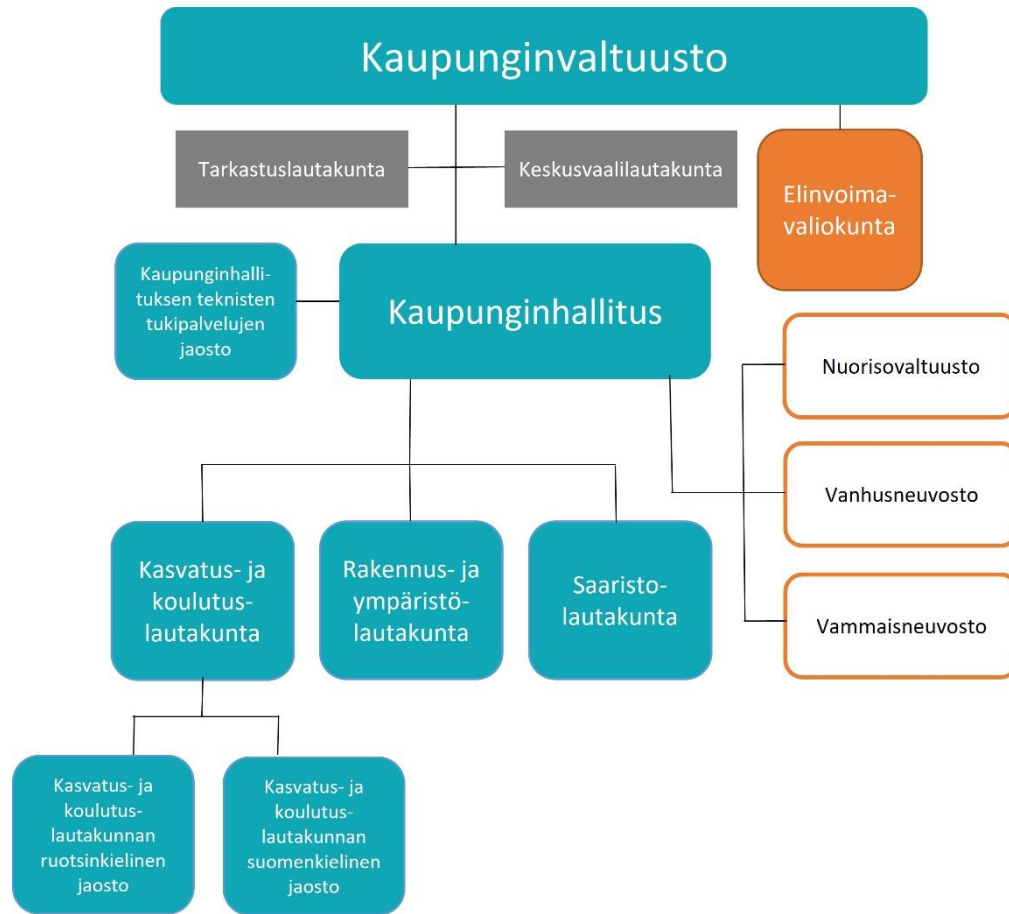 Kaupunginvaltuusto
Tarkastuslautakunta
Keskusvaalilautakunta
Elinvoima-
valiokunta
Kaupunginhalli-
tuksen teknisten
tukipalvelujen
jaosto
Kaupunginhallitus
Nuorisovaltuusto
Vanhusneuvosto
Vammaisneuvosto
Kasvatus- ja
koulutus-
lautakunta
Rakennus- ja
ympäristö-
lautakunta
Saaristo-
lautakunta
Kasvatus- ja
koulutus-
lautakunnan
ruotsinkielinen
jaosto
Kasvatus- ja
koulutus-
lautakunnan
suomenkielinen
jaosto